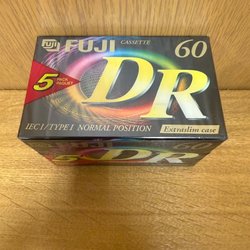 FUJI FUJI CASSETTE 60
5 PACK
PAQUET
DR
IEC I / TYPE I NORMAL POSITION Extraslim case
5 DR